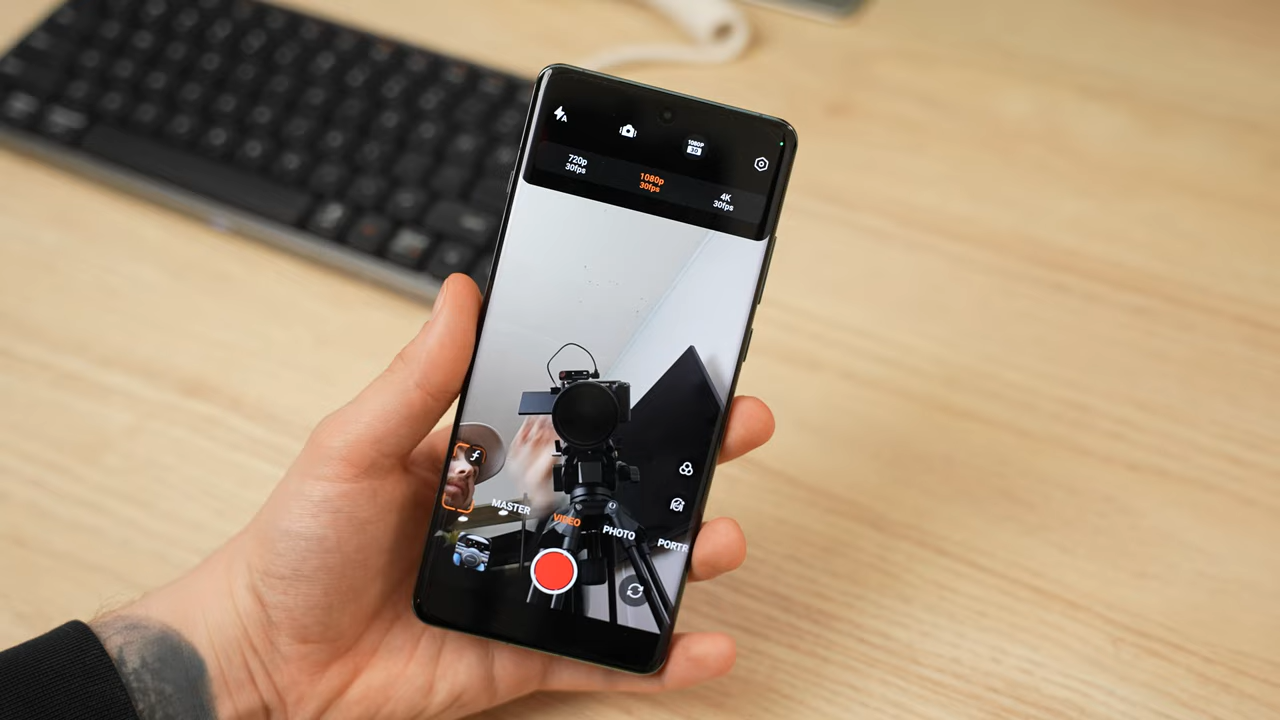 A
1080P
30
720p
30fps
1080p
30fps
4K
30fps
MASTER
VIDEO
PHOTO
PORTR